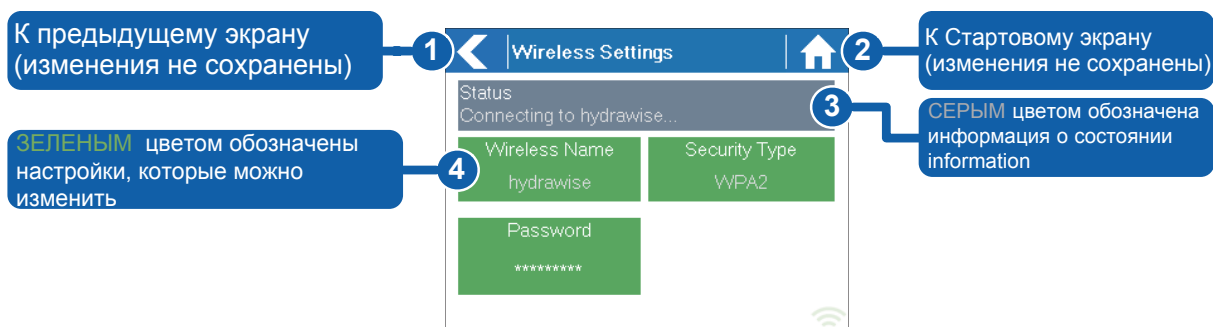 К предыдущему экрану
(изменения не сохранены)
1
Wireless Settings
2
К Стартовому экрану
(изменения не сохранены)
Status
Connecting to hydrawise...
3
СЕРЫМ цветом обозначена
информация о состоянии
information
ЗЕЛЕНЫМ цветом обозначены
настройки, которые можно
изменить
4
Wireless Name
hydrawise
Security Type
WPA2
Password
*********